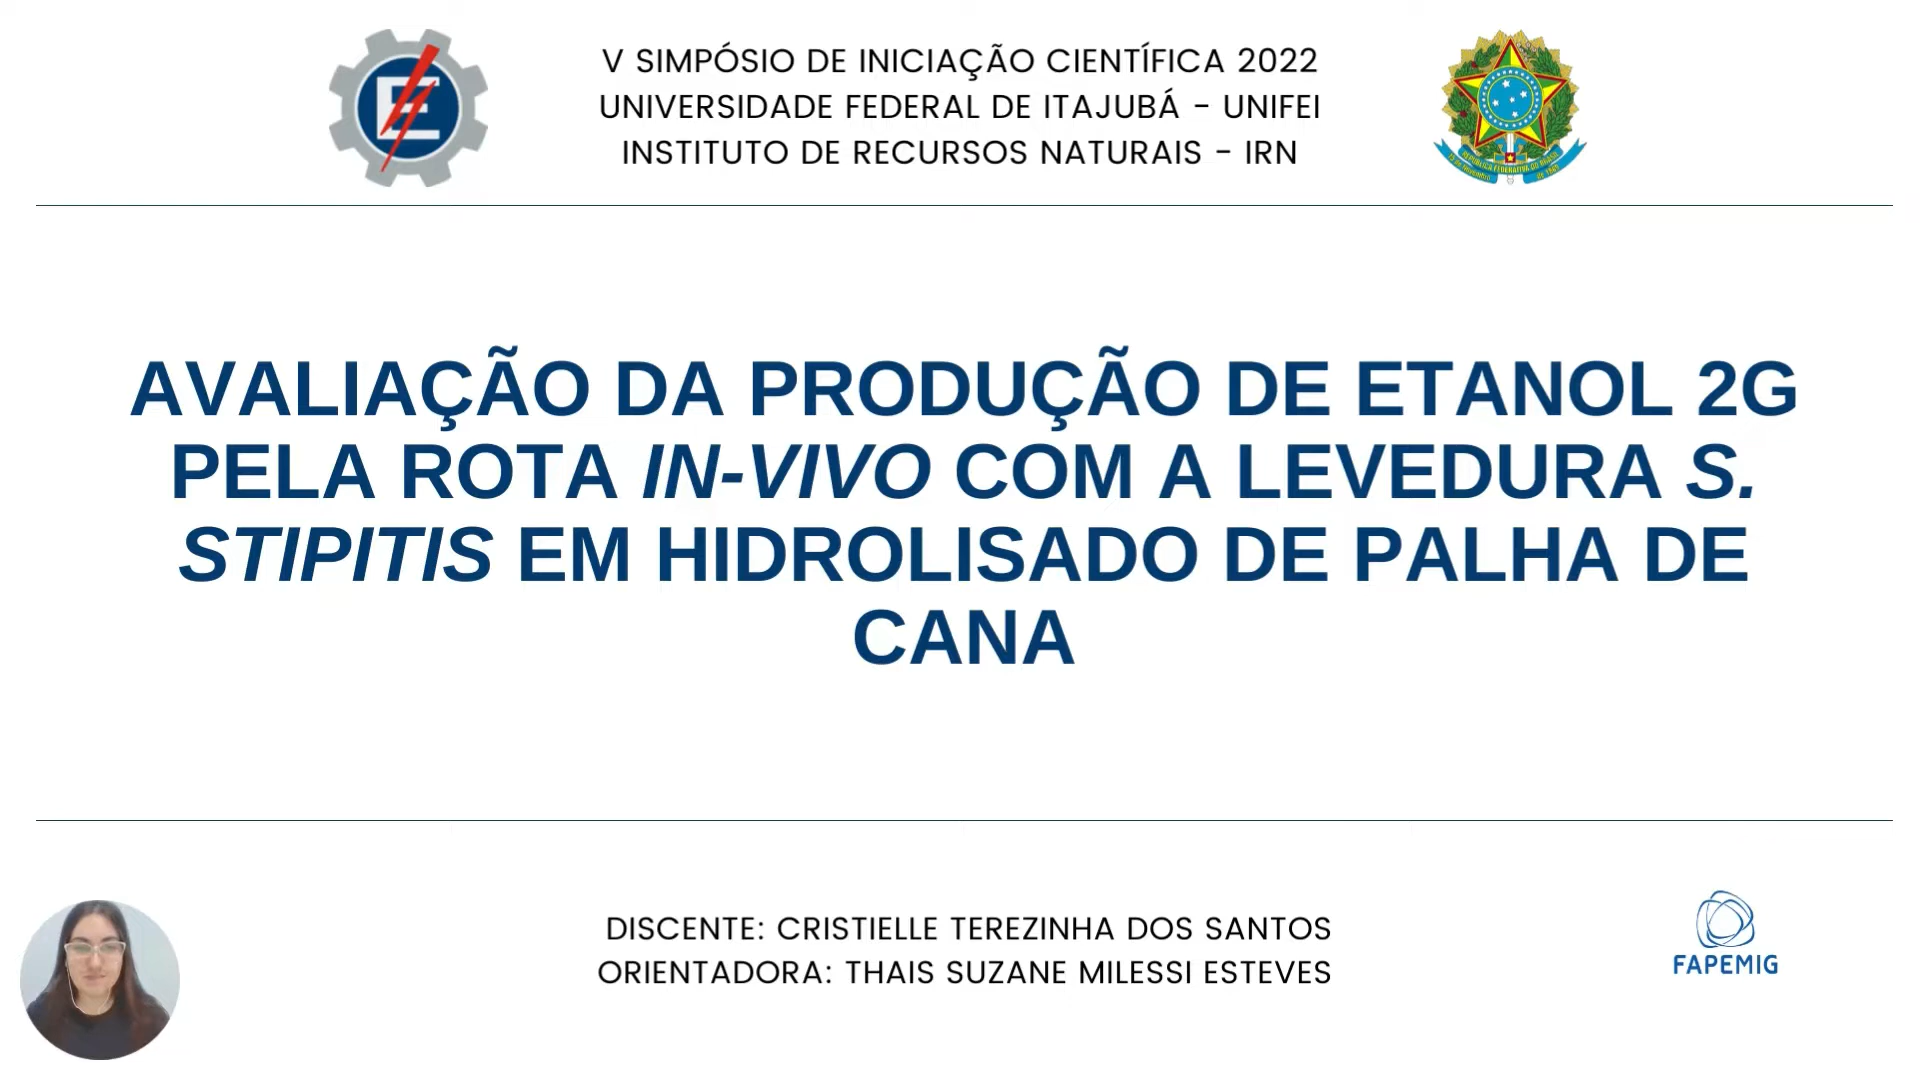 V SIMPÓSIO DE INICIAÇÃO CIENTÍFICA 2022
UNIVERSIDADE FEDERAL DE ITAJUBÁ - UNIFEI
INSTITUTO DE RECURSOS NATURAIS - IRN
E
AVALIAÇÃO DA PRODUÇÃO DE ETANOL 2G
PELA ROTA IN-VIVO COM A LEVEDURA S.
STIPITIS EM HIDROLISADO DE PALHA DE
CANA
DISCENTE: CRISTIELLE TEREZINHA DOS SANTOS
ORIENTADORA: THAIS SUZANE MILESSI ESTEVES
FAPEMIG